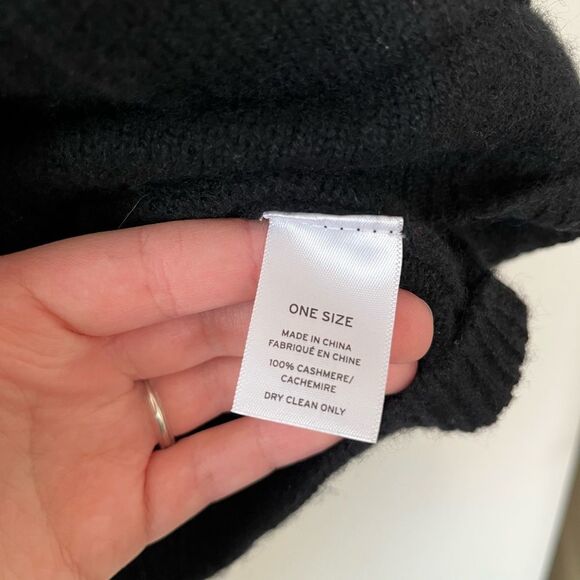 ONE SIZE
MADE IN CHINA
FABRIQUÉ EN CHINE
100% CASHMERE/
CACHEMIRE
DRY CLEAN ONLY